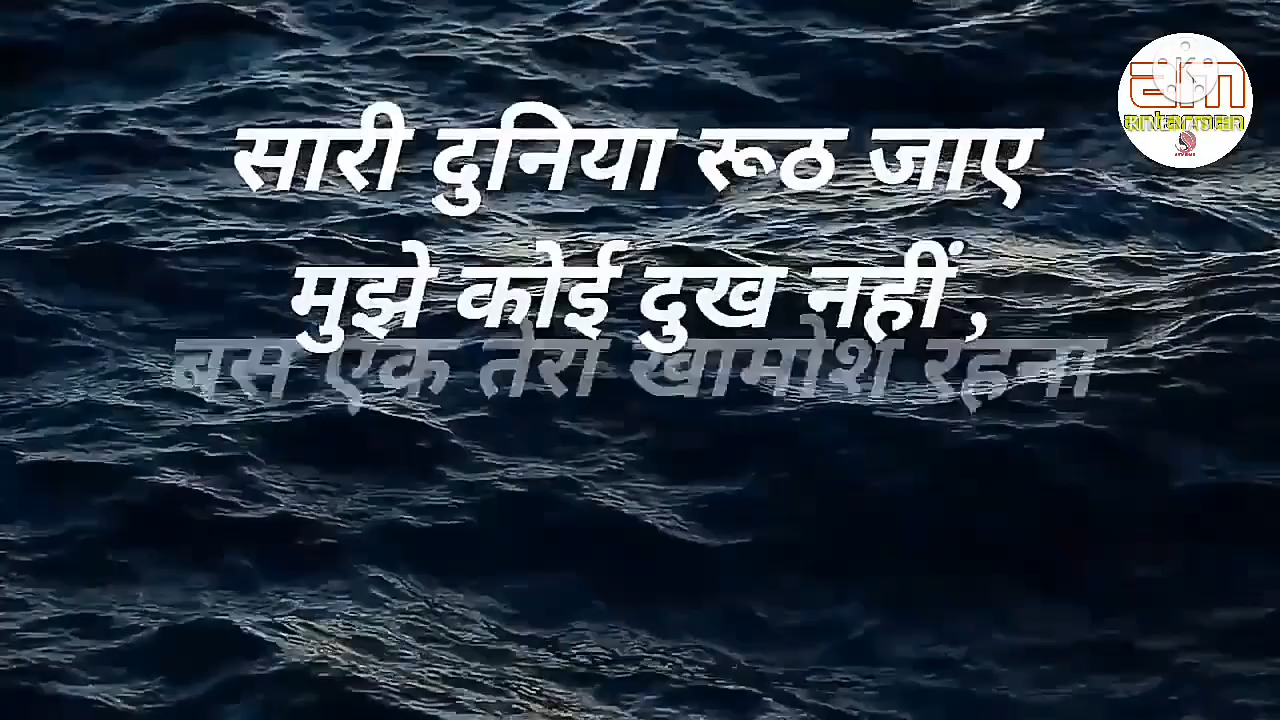 सारी दुनिया रूठ जाए
मुझे कोई दुख नहीं ,
बस एक तेरा खामोश रहना